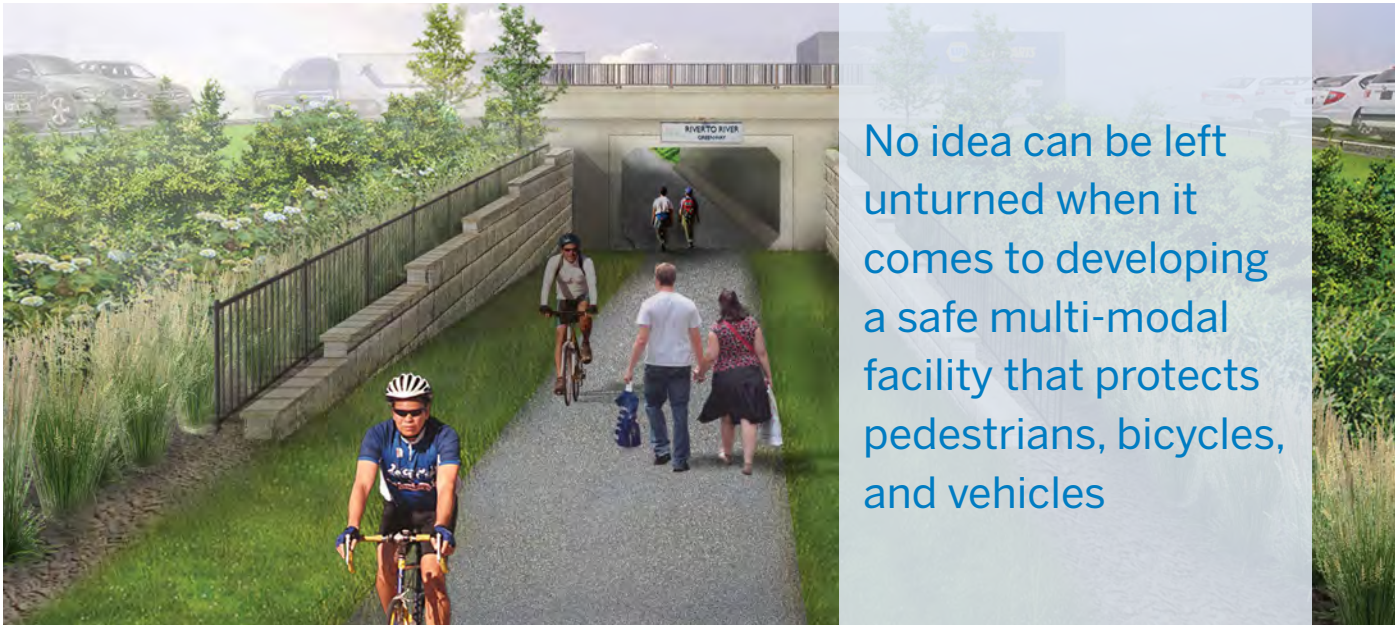 RIVER TO RIVER
GREENWAY
No idea can be left
unturned when it
comes to developing
a safe multi-modal
facility that protects
pedestrians, bicycles,
and vehicles